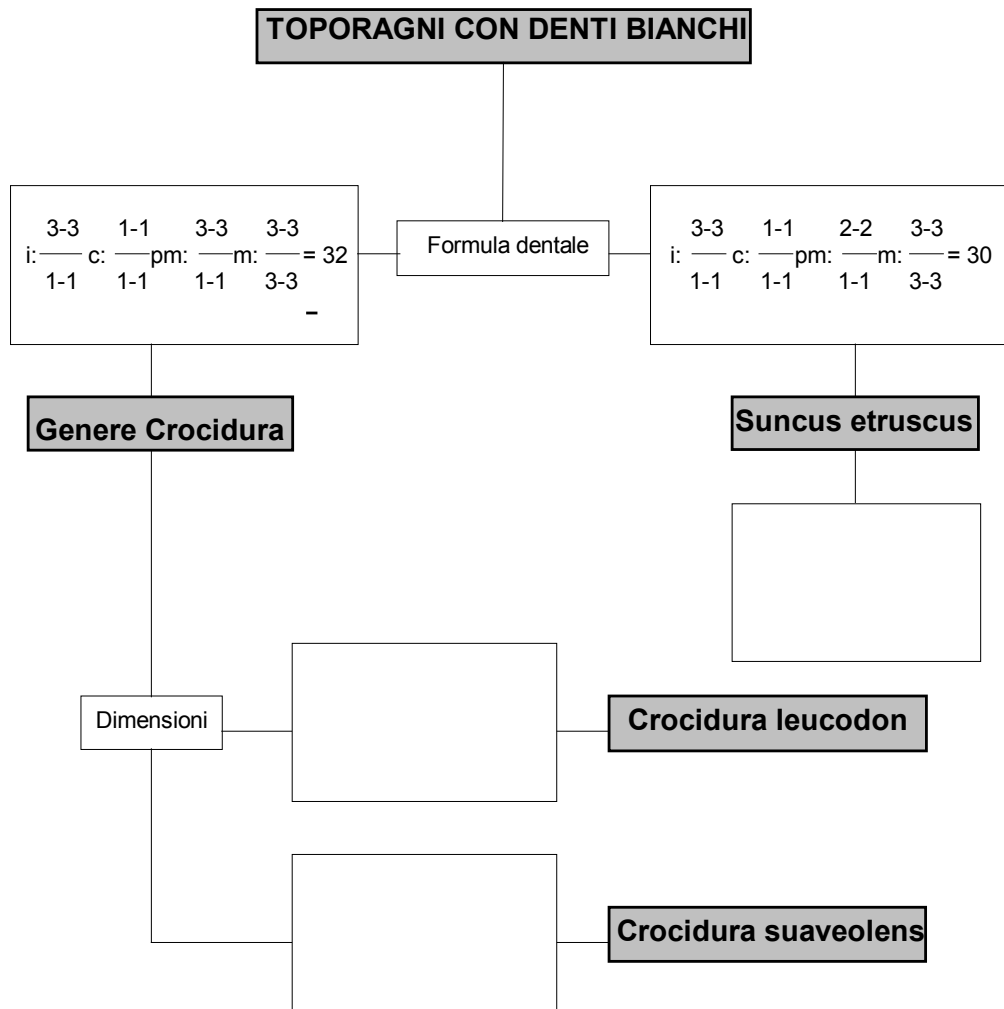 TOPORAGNI CON DENTI BIANCHI
3-3 1-1 3-3 3-3
i: c: pm: m: = 32
1-1 1-1 1-1 3-3
Formula dentale
3-3 1-1 2-2 3-3
i: c: pm: m: = 30
1-1 1-1 1-1 3-3
Genere Crocidura
Suncus etruscus
Dimensioni
Crocidura leucodon
Crocidura suaveolens